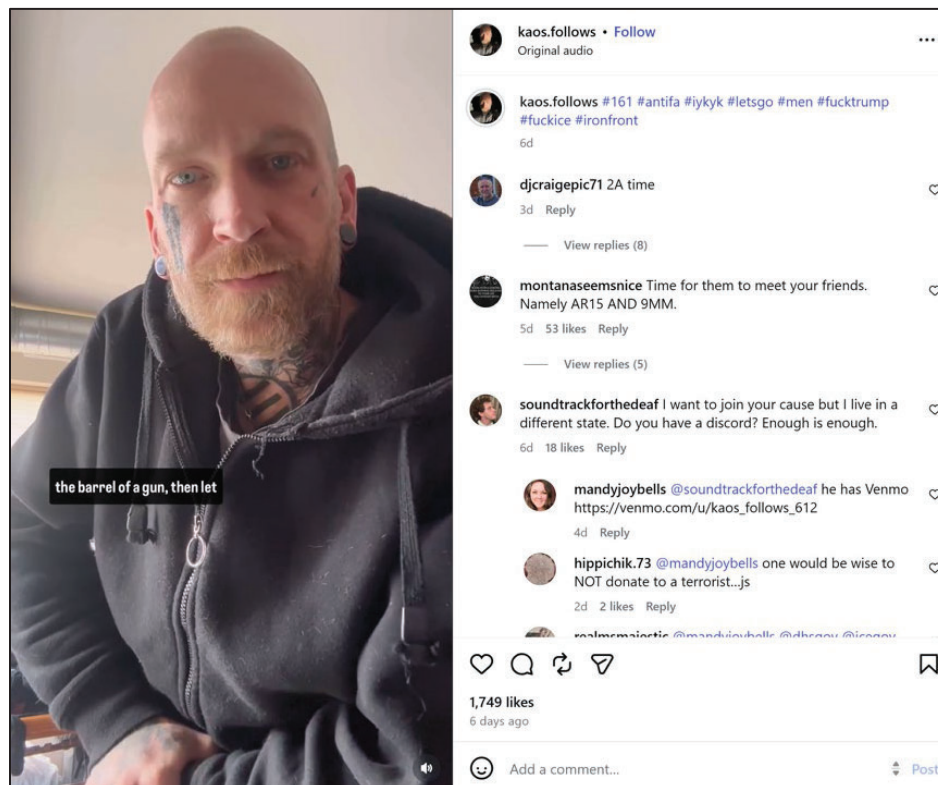 kaos.follows • Follow
Original audio
kaos.follows #161 #antifa #iykyk #letsgo #men #fucktrump
#fuckice #ironfront
6d
djcraigepic71 2A time
3d Reply
View replies (8)
montanaseemsnice Time for them to meet your friends.
Namely AR15 AND 9MM.
5d 53 likes Reply
View replies (5)
soundtrackforthedeaf I want to join your cause but I live in a
different state. Do you have a discord? Enough is enough.
6d 18 likes Reply
mandyjoybells @soundtrackforthedeaf he has Venmo
https://venmo.com/u/kaos_follows_612
4d Reply
hippichik.73 @mandyjoybells one would be wise to
NOT donate to a terrorist...js
2d 2 likes Reply
realmsmajestic @mandyjoybells @dhsgov @icegov
1,749 likes
6 days ago
Add a comment...
Post
the barrel of a gun, then let